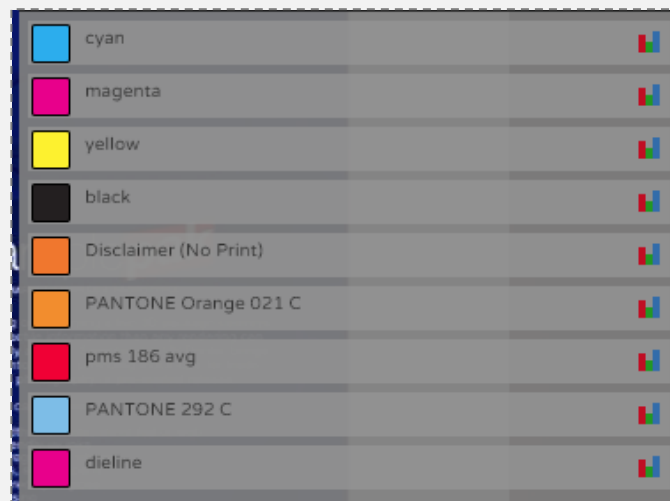 cyan
magenta
yellow
black
Disclaimer (No Print)
PANTONE Orange 021 C
pms 186 avg
PANTONE 292 C
dieline